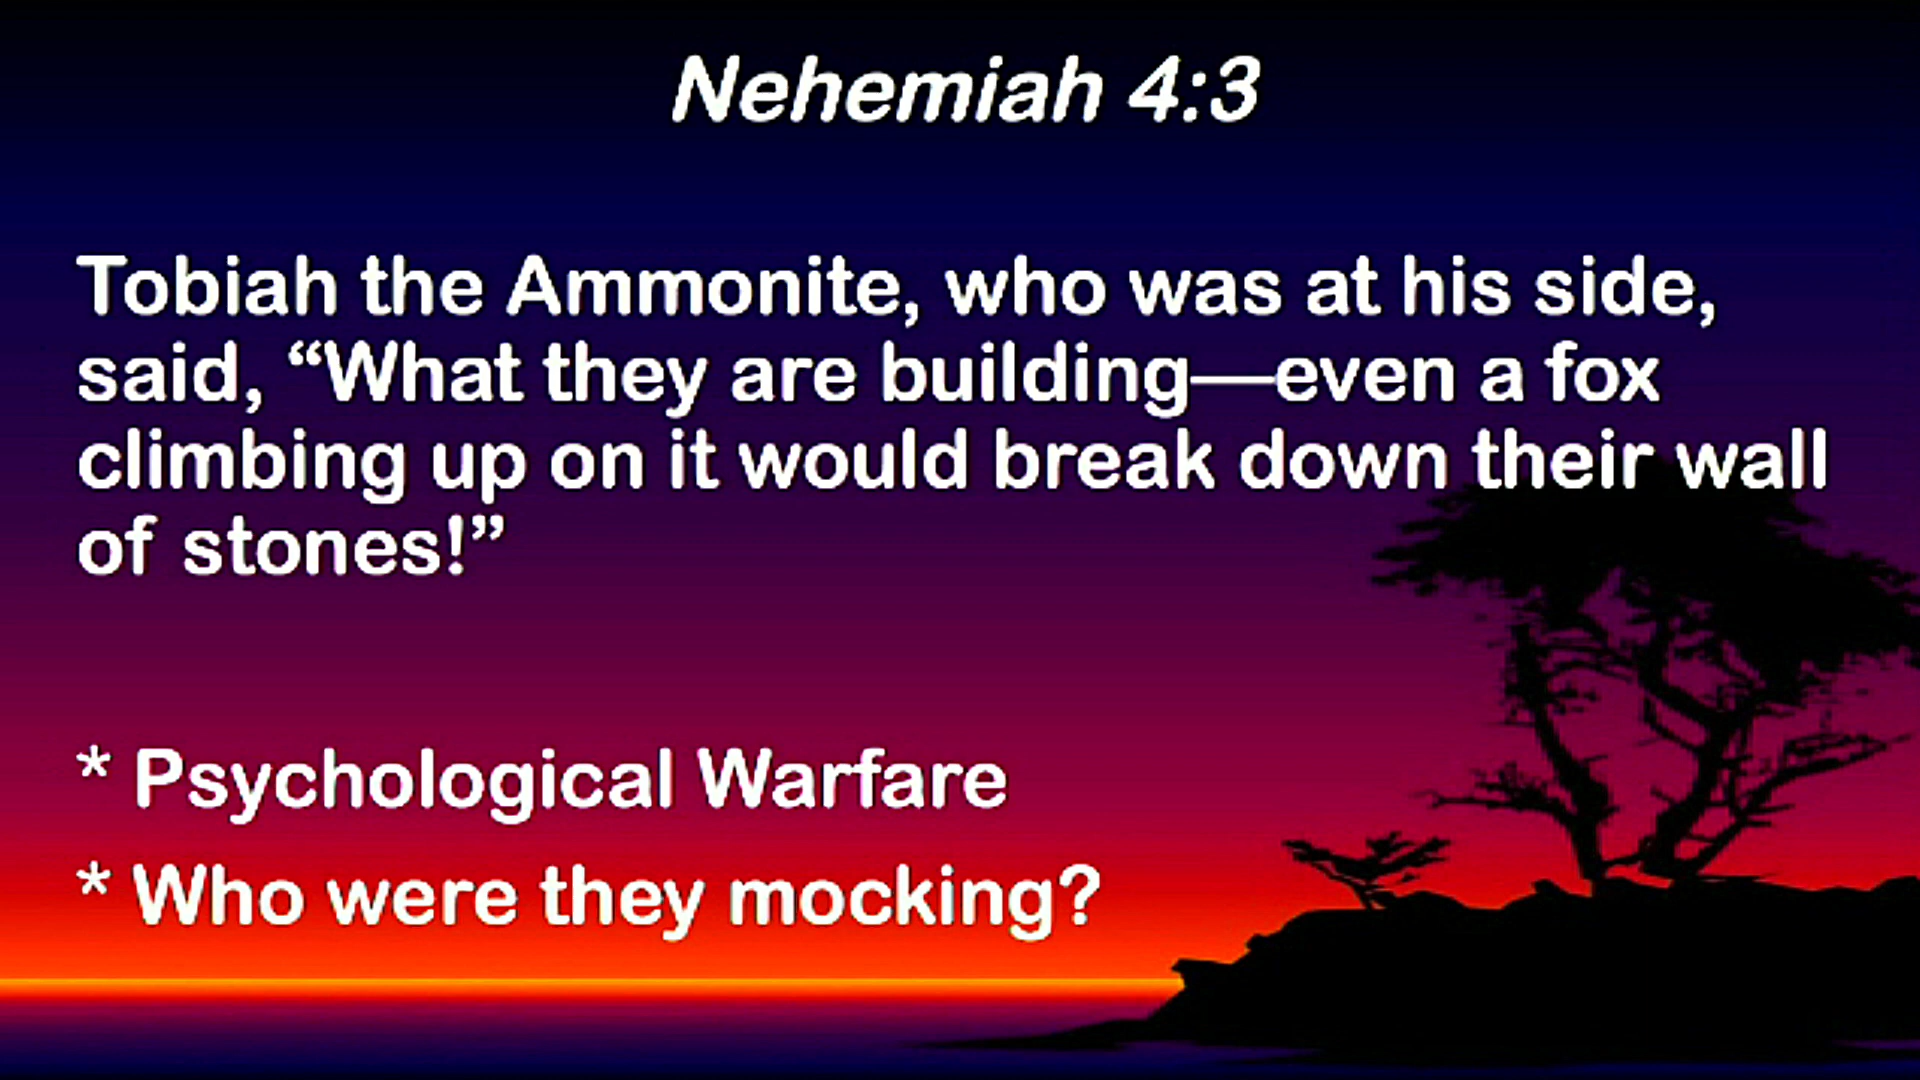 Nehemiah 4:3
Tobiah the Ammonite, who was at his side,
said, “What they are building—even a fox
climbing up on it would break down their wall
of stones!”
* Psychological Warfare
* Who were they mocking?